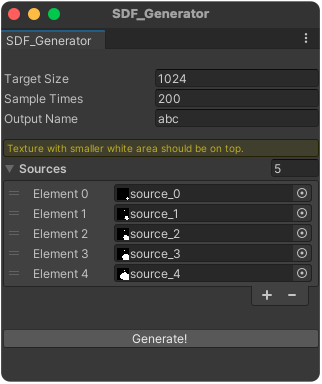 SDF_Generator
SDF_Generator
Target Size 1024
Sample Times 200
Output Name abc
Texture with smaller white area should be on top.
Sources 5
Element 0 source_0
Element 1 source_1
Element 2 source_2
Element 3 source_3
Element 4 source_4
+ −
Generate!